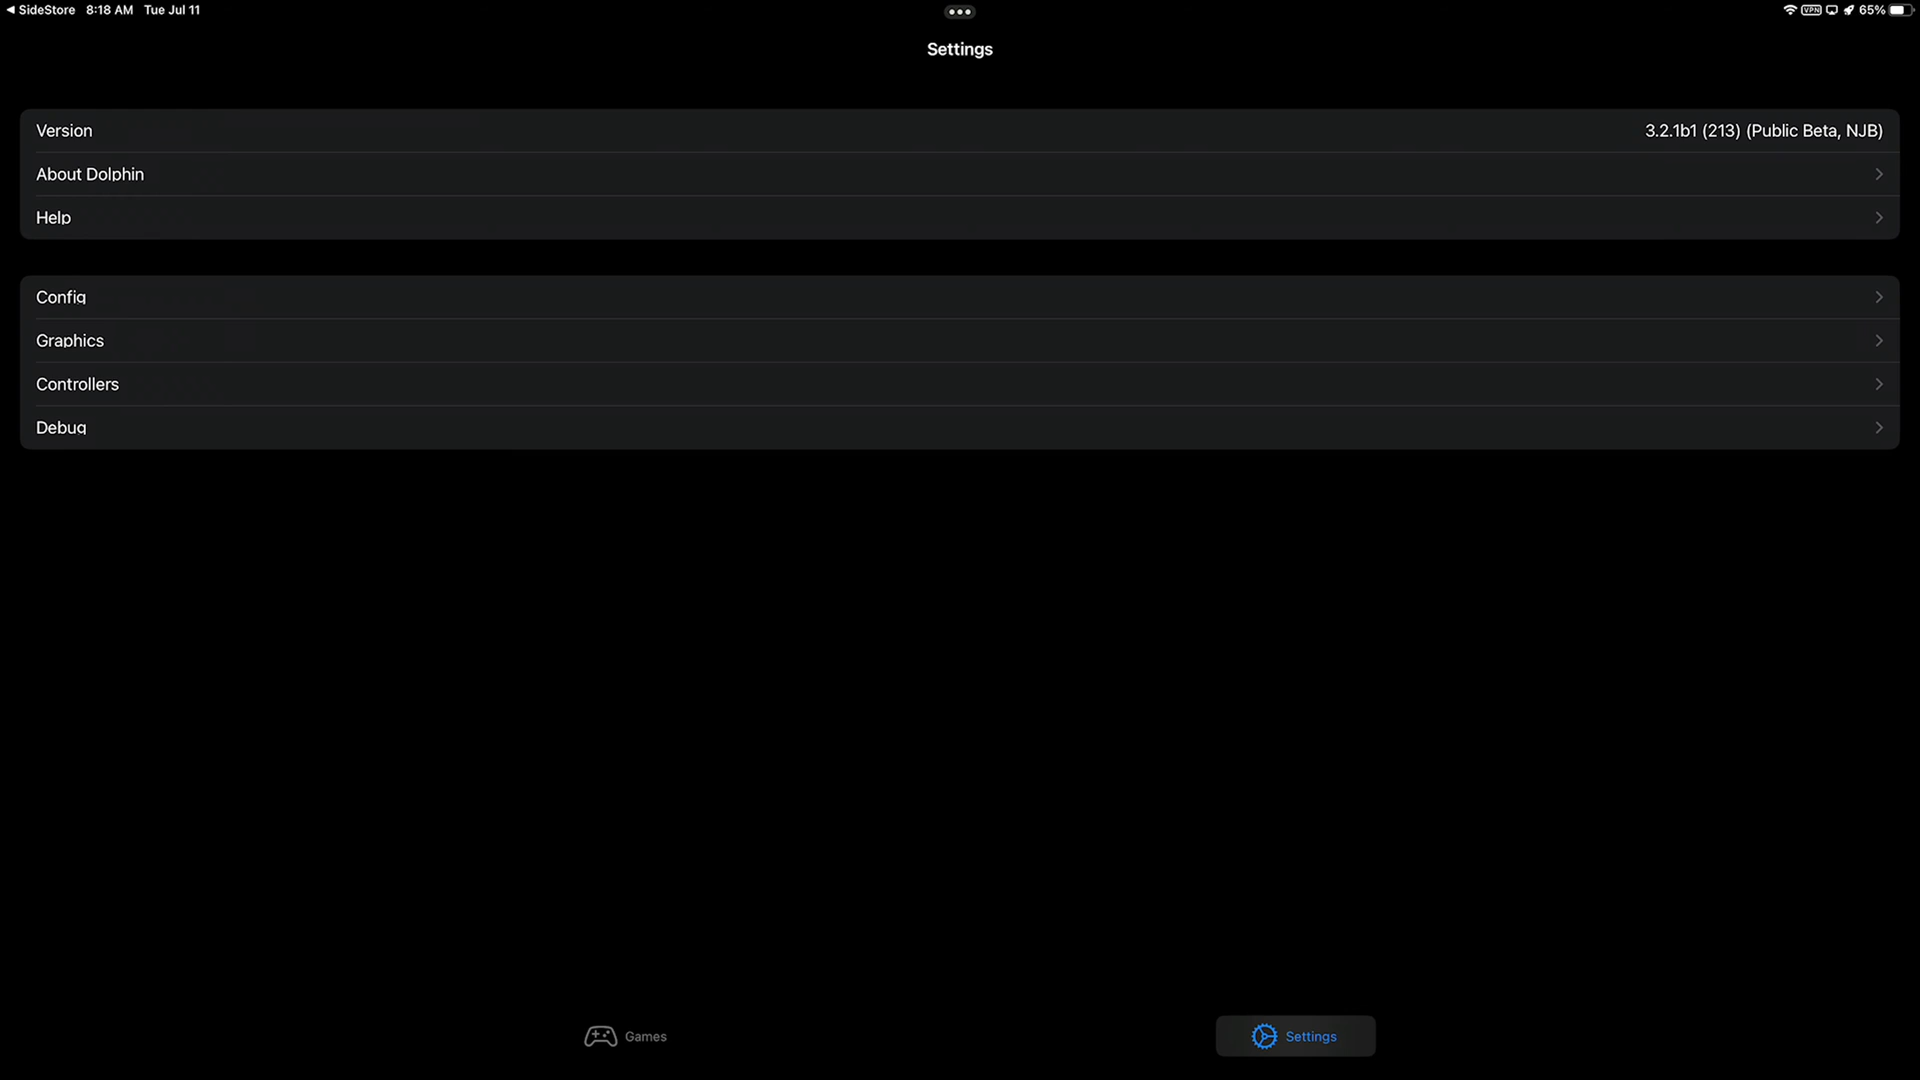 ◀ SideStore 8:18 AM Tue Jul 11
VPN 65%
Settings
Version 3.2.1b1 (213) (Public Beta, NJB)
About Dolphin
Help
Config
Graphics
Controllers
Debug
Games Settings